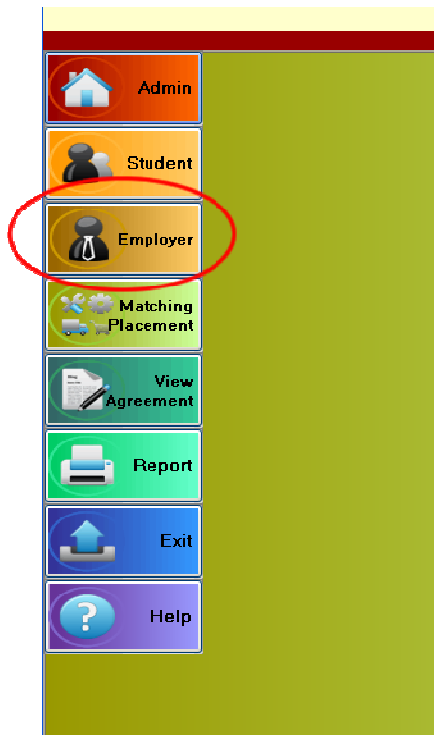 Admin
Student
Employer
Matching
Placement
View
Agreement
Report
Exit
Help